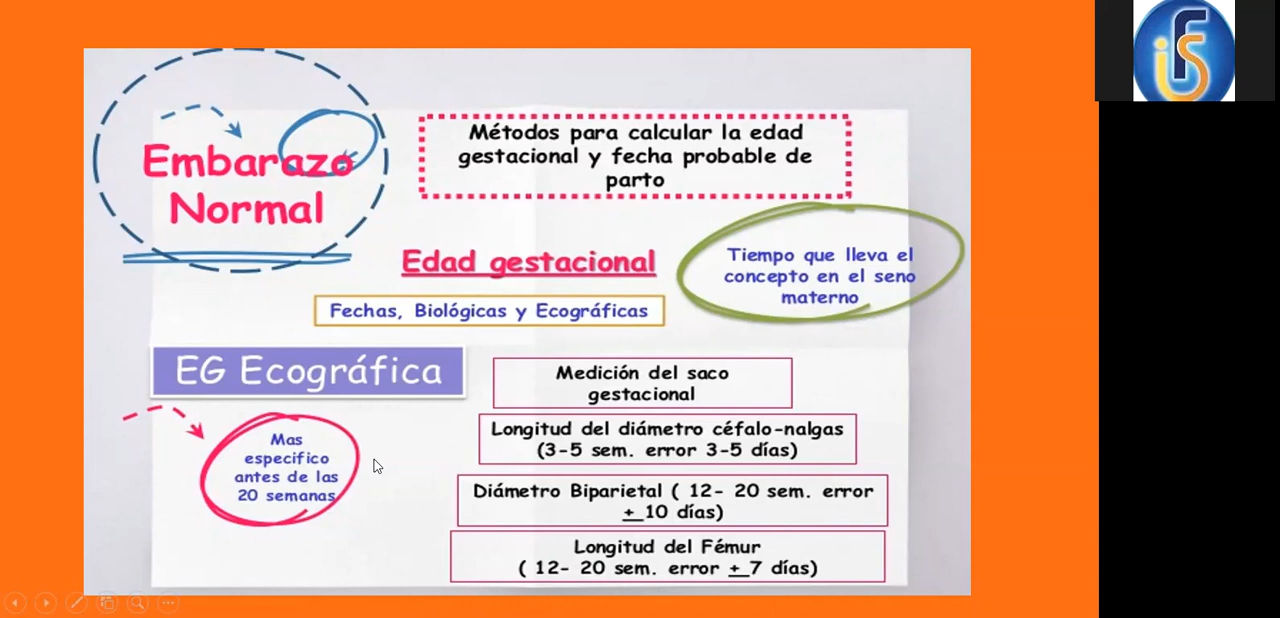 Embarazo
Normal
Métodos para calcular la edad
gestacional y fecha probable de
parto
Edad gestacional
Tiempo que lleva el
concepto en el seno
materno
Fechas, Biológicas y Ecográficas
EG Ecográfica
Mas
especifico
antes de las
20 semanas
Medición del saco
gestacional
Longitud del diámetro céfalo-nalgas
(3-5 sem. error 3-5 días)
Diámetro Biparietal ( 12- 20 sem. error
+ 10 días)
Longitud del Fémur
( 12- 20 sem. error + 7 días)
ifs